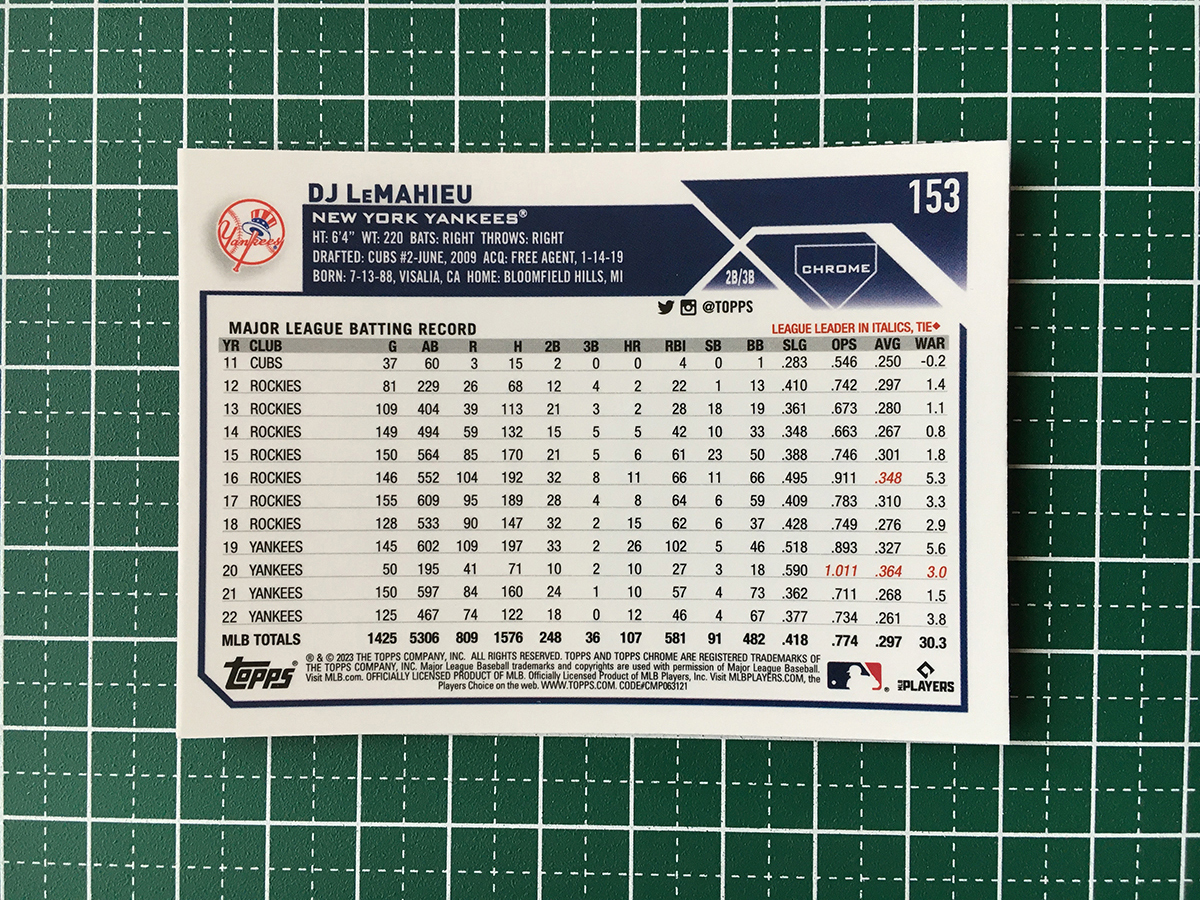 DJ LEMAHIEU
153
Yankees
NEW YORK YANKEES®
HT: 6'4" WT: 220 BATS: RIGHT THROWS: RIGHT
DRAFTED: CUBS #2-JUNE, 2009 ACQ: FREE AGENT, 1-14-19
BORN: 7-13-88, VISALIA, CA HOME: BLOOMFIELD HILLS, MI
2B/3B
CHROME
@TOPPS
MAJOR LEAGUE BATTING RECORD
LEAGUE LEADER IN ITALICS, TIE◆
YR CLUB G AB R H 2B 3B HR RBI SB BB SLG OPS AVG WAR
11 CUBS 37 60 3 15 2 0 0 4 0 1 .283 .546 .250 -0.2
12 ROCKIES 81 229 26 68 12 4 2 22 1 13 .410 .742 .297 1.4
13 ROCKIES 109 404 39 113 21 3 2 28 18 19 .361 .673 .280 1.1
14 ROCKIES 149 494 59 132 15 5 5 42 10 33 .348 .663 .267 0.8
15 ROCKIES 150 564 85 170 21 5 6 61 23 50 .388 .746 .301 1.8
16 ROCKIES 146 552 104 192 32 8 11 66 11 66 .495 .911 .348 5.3
17 ROCKIES 155 609 95 189 28 4 8 64 6 59 .409 .783 .310 3.3
18 ROCKIES 128 533 90 147 32 2 15 62 6 37 .428 .749 .276 2.9
19 YANKEES 145 602 109 197 33 2 26 102 5 46 .518 .893 .327 5.6
20 YANKEES 50 195 41 71 10 2 10 27 3 18 .590 1.011 .364 3.0
21 YANKEES 150 597 84 160 24 1 10 57 4 73 .362 .711 .268 1.5
22 YANKEES 125 467 74 122 18 0 12 46 4 67 .377 .734 .261 3.8
MLB TOTALS 1425 5306 809 1576 248 36 107 581 91 482 .418 .774 .297 30.3
Topps®
® & © 2023 THE TOPPS COMPANY, INC. ALL RIGHTS RESERVED. TOPPS AND TOPPS CHROME ARE REGISTERED TRADEMARKS OF
THE TOPPS COMPANY, INC. Major League Baseball trademarks and copyrights are used with permission of Major League Baseball.
Visit MLB.com. OFFICIALLY LICENSED PRODUCT OF MLB. Officially Licensed Product of MLB Players, Inc. Visit MLBPLAYERS.COM, the
Players Choice on the web. WWW.TOPPS.COM. CODE#CMP063121
MLB PLAYERS